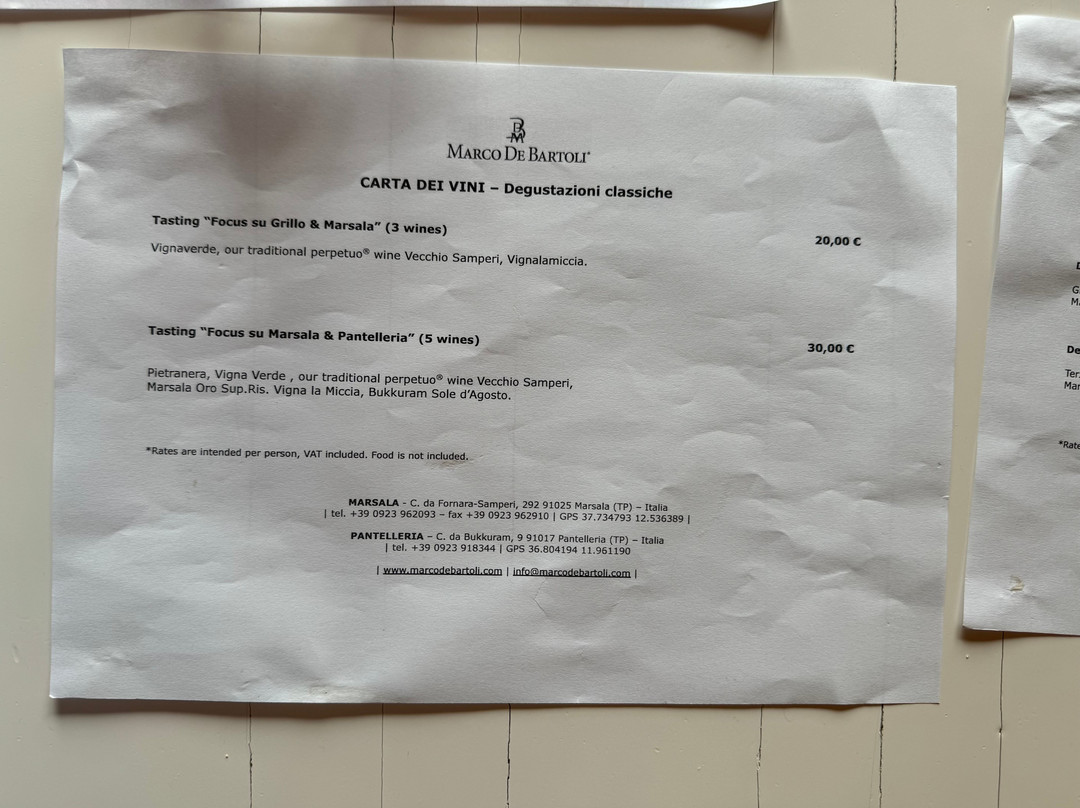 BM
MARCO DE BARTOLI®
CARTA DEI VINI – Degustazioni classiche
Tasting “Focus su Grillo & Marsala” (3 wines)
20,00 €
Vignaverde, our traditional perpetuo® wine Vecchio Samperi, Vignalamiccia.
Tasting “Focus su Marsala & Pantelleria” (5 wines)
30,00 €
Pietranera, Vigna Verde , our traditional perpetuo® wine Vecchio Samperi,
Marsala Oro Sup.Ris. Vigna la Miccia, Bukkuram Sole d’Agosto.
*Rates are intended per person, VAT included. Food is not included.
MARSALA - C. da Fornara-Samperi, 292 91025 Marsala (TP) – Italia
| tel. +39 0923 962093 – fax +39 0923 962910 | GPS 37.734793 12.536389 |
PANTELLERIA – C. da Bukkuram, 9 91017 Pantelleria (TP) – Italia
| tel. +39 0923 918344 | GPS 36.804194 11.961190
| www.marcodebartoli.com | info@marcodebartoli.com |
De
Ter
Mar
*Rate